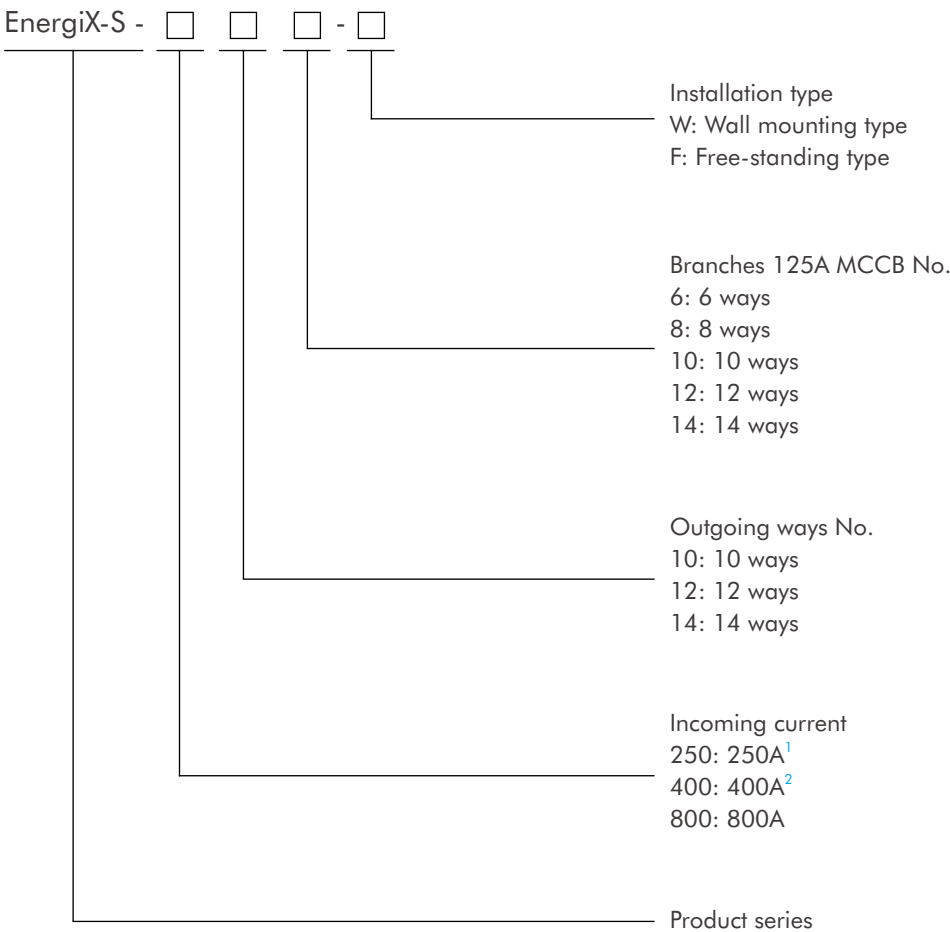 EnergiX-S - □ □ □ - □
Installation type
W: Wall mounting type
F: Free-standing type
Branches 125A MCCB No.
6: 6 ways
8: 8 ways
10: 10 ways
12: 12 ways
14: 14 ways
Outgoing ways No.
10: 10 ways
12: 12 ways
14: 14 ways
Incoming current
250: 250A¹
400: 400A²
800: 800A
Product series